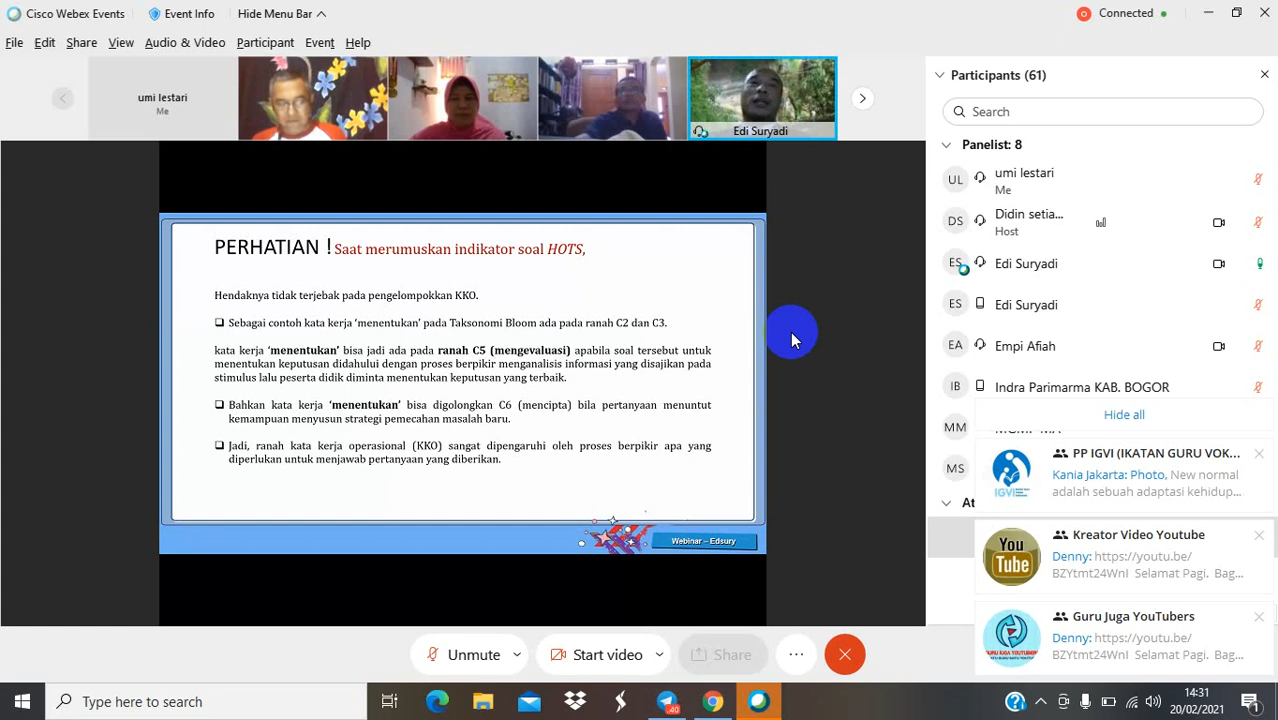 Cisco Webex Events
Event Info
Hide Menu Bar
Connected
File Edit Share View Audio & Video Participant Event Help
umi lestari
Me
Edi Suryadi
PERHATIAN ! Saat merumuskan indikator soal HOTS,
Hendaknya tidak terjebak pada pengelompokkan KKO.
Sebagai contoh kata kerja ‘menentukan’ pada Taksonomi Bloom ada pada ranah C2 dan C3.
kata kerja ‘menentukan’ bisa jadi ada pada ranah C5 (mengevaluasi) apabila soal tersebut untuk
menentukan keputusan didahului dengan proses berpikir menganalisis informasi yang disajikan pada
stimulus lalu peserta didik diminta menentukan keputusan yang terbaik.
Bahkan kata kerja ‘menentukan’ bisa digolongkan C6 (mencipta) bila pertanyaan menuntut
kemampuan menyusun strategi pemecahan masalah baru.
Jadi, ranah kata kerja operasional (KKO) sangat dipengaruhi oleh proses berpikir apa yang
diperlukan untuk menjawab pertanyaan yang diberikan.
Webinar – Edsury
Participants (61)
Search
Panelist: 8
UL
umi lestari
Me
DS
Didin setia...
Host
ES
Edi Suryadi
ES
Edi Suryadi
EA
Empi Afiah
IB
Indra Parimarma KAB. BOGOR
MM
MS
At
Hide all
PP IGVI (IKATAN GURU VOK...
Kania Jakarta: Photo, New normal
adalah sebuah adaptasi kehidup...
IGVI
Kreator Video Youtube
Denny: https://youtu.be/
BZYtmt24WnI Selamat Pagi. Bag...
You
Tube
Guru Juga YouTubers
Denny: https://youtu.be/
BZYtmt24WnI Selamat Pagi. Bag...
GURU JUGA YOUTUBERS
Unmute
Start video
Share
Type here to search
40
14:31
20/02/2021
1